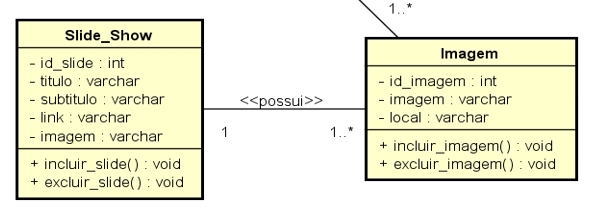 1..*
Slide_Show
- id_slide : int
- titulo : varchar
- subtitulo : varchar
- link : varchar
- imagem : varchar
+ incluir_slide() : void
+ excluir_slide() : void
<<possui>>
1
1..*
Imagem
- id_imagem : int
- imagem : varchar
- local : varchar
+ incluir_imagem() : void
+ excluir_imagem() : void